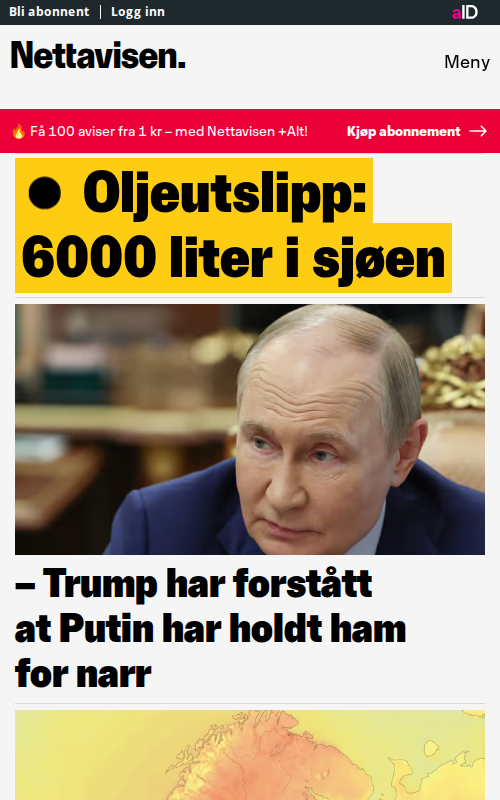 Bli abonnent | Logg inn
aID
Nettavisen.
Meny
🔥 Få 100 aviser fra 1 kr – med Nettavisen +Alt!
Kjøp abonnement →
● Oljeutslipp:
6000 liter i sjøen
– Trump har forstått
at Putin har holdt ham
for narr